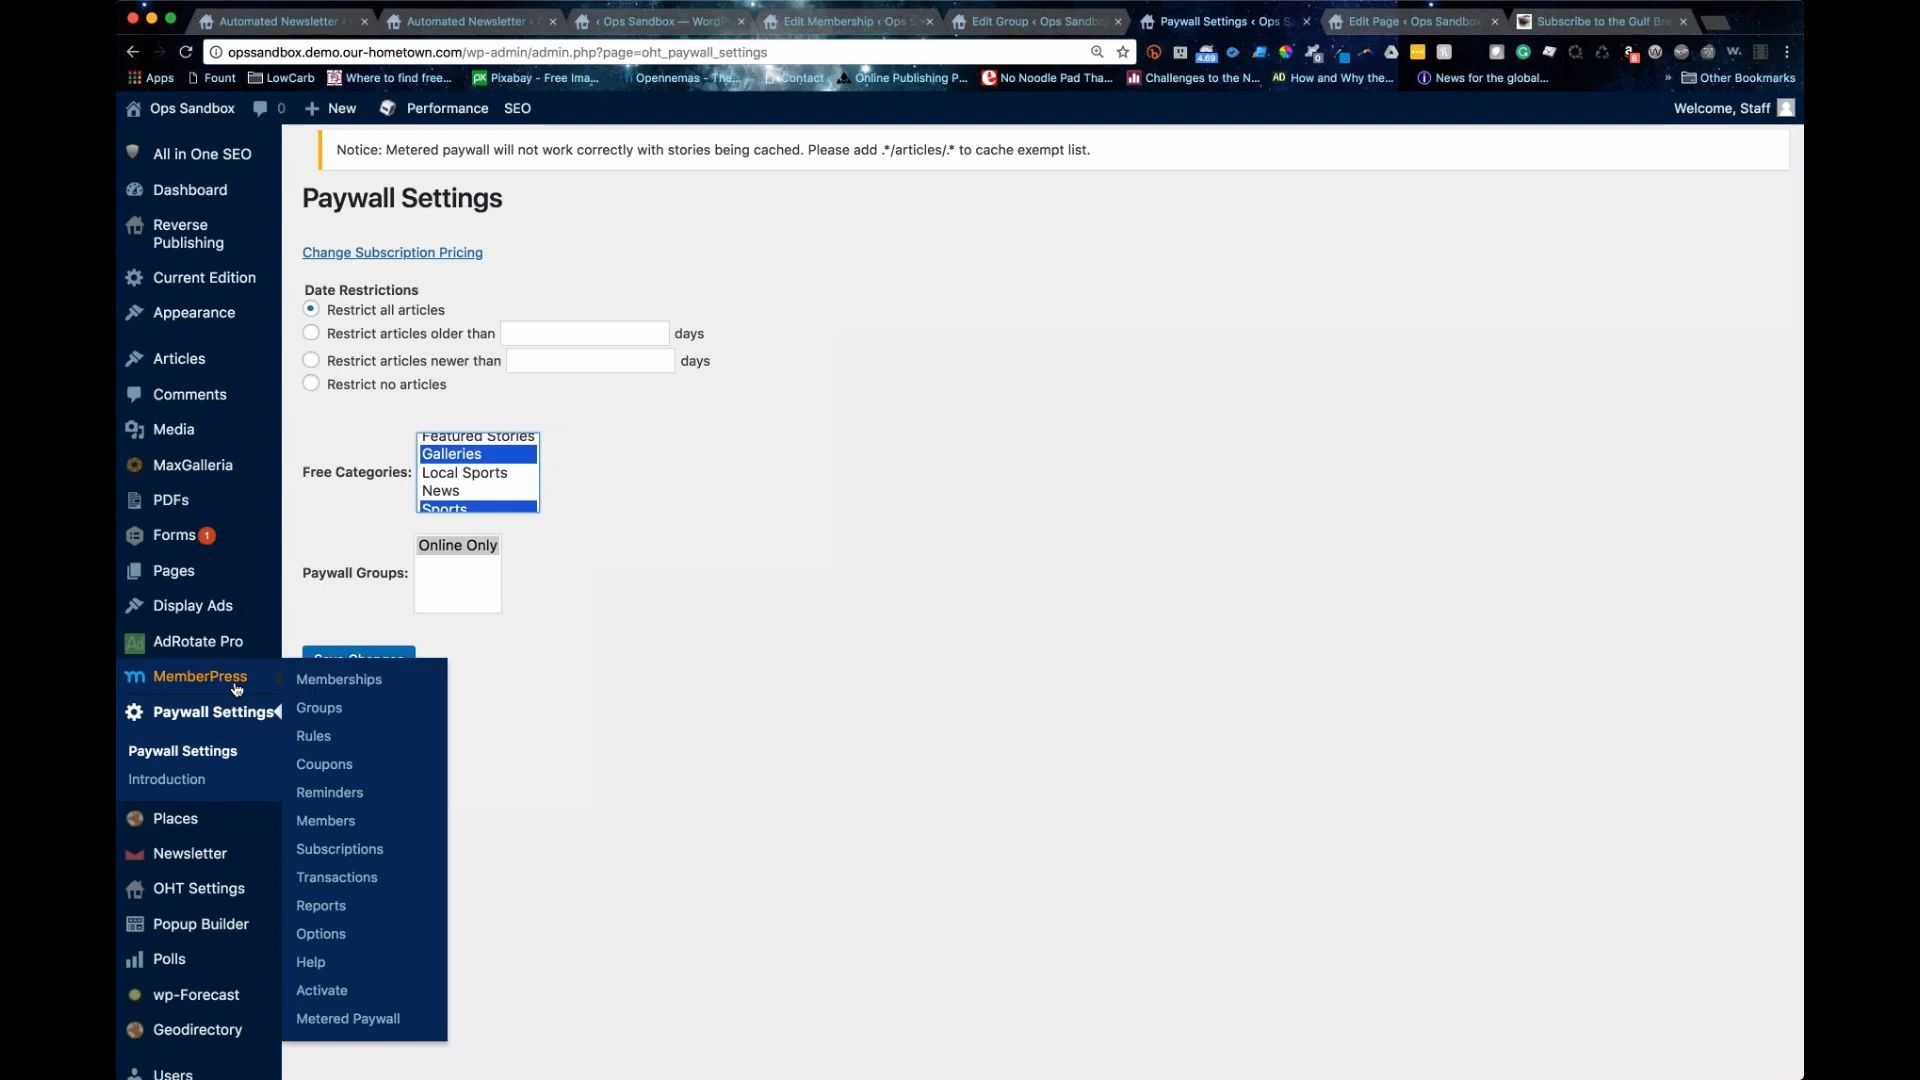 Automated Newsletter
Automated Newsletter
‹ Ops Sandbox — WordP
Edit Membership ‹ Ops S
Edit Group ‹ Ops Sandbo
Paywall Settings ‹ Ops S
Edit Page ‹ Ops Sandbox
Subscribe to the Gulf Bre
opssandbox.demo.our-hometown.com/wp-admin/admin.php?page=oht_paywall_settings
4.69
Apps
Fount
LowCarb
Where to find free...
Pixabay - Free Ima...
Opennemas - The...
Contact
Online Publishing P...
No Noodle Pad Tha...
Challenges to the N...
AD How and Why the...
News for the global...
» Other Bookmarks
Ops Sandbox
0
+ New
Performance
SEO
Welcome, Staff
All in One SEO
Dashboard
Reverse
Publishing
Current Edition
Appearance
Articles
Comments
Media
MaxGalleria
PDFs
Forms 1
Pages
Display Ads
AdRotate Pro
MemberPress
Paywall Settings
Paywall Settings
Introduction
Places
Newsletter
OHT Settings
Popup Builder
Polls
wp-Forecast
Geodirectory
Users
Memberships
Groups
Rules
Coupons
Reminders
Members
Subscriptions
Transactions
Reports
Options
Help
Activate
Metered Paywall
Notice: Metered paywall will not work correctly with stories being cached. Please add .*/articles/.* to cache exempt list.
Paywall Settings
Change Subscription Pricing
Date Restrictions
Restrict all articles
Restrict articles older than days
Restrict articles newer than days
Restrict no articles
Free Categories:
Featured Stories
Galleries
Local Sports
News
Sports
Paywall Groups:
Online Only
Save Changes